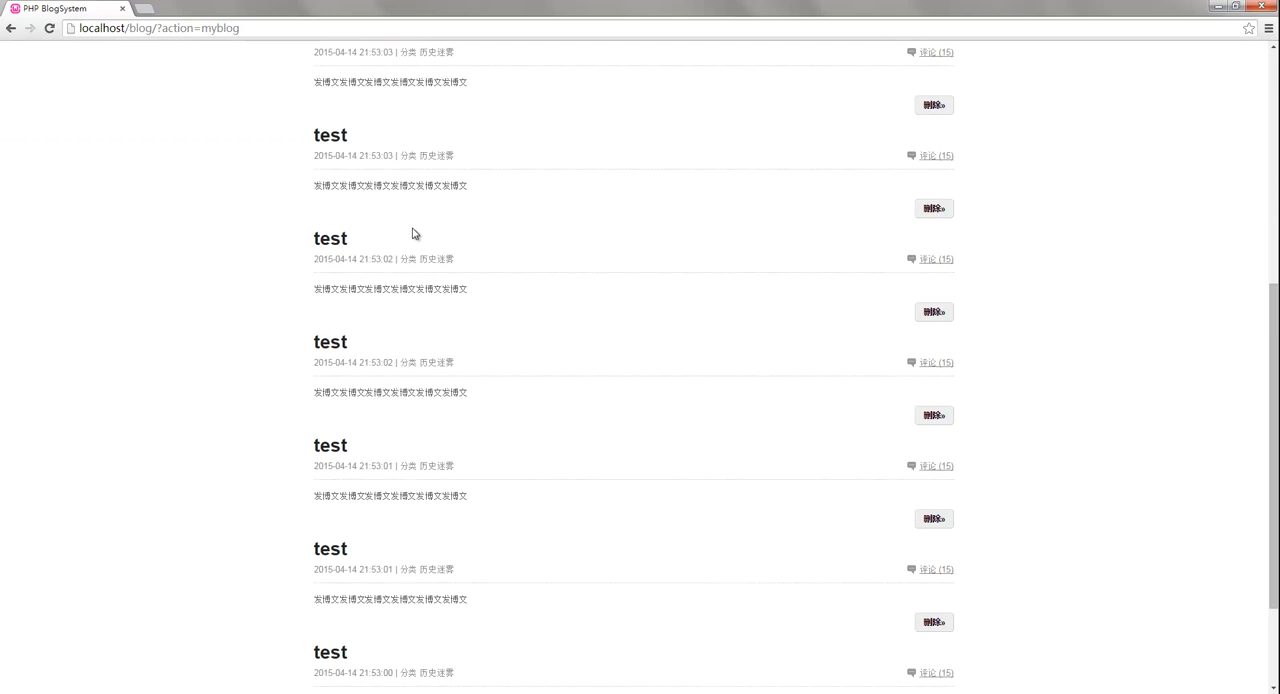 PHP BlogSystem
localhost/blog/?action=myblog
2015-04-14 21:53:03 | 分类 历史迷雾 评论 (15)
发博文发博文发博文发博文发博文发博文
删除»
test
2015-04-14 21:53:03 | 分类 历史迷雾 评论 (15)
发博文发博文发博文发博文发博文发博文
删除»
test
2015-04-14 21:53:02 | 分类 历史迷雾 评论 (15)
发博文发博文发博文发博文发博文发博文
删除»
test
2015-04-14 21:53:02 | 分类 历史迷雾 评论 (15)
发博文发博文发博文发博文发博文发博文
删除»
test
2015-04-14 21:53:01 | 分类 历史迷雾 评论 (15)
发博文发博文发博文发博文发博文发博文
删除»
test
2015-04-14 21:53:01 | 分类 历史迷雾 评论 (15)
发博文发博文发博文发博文发博文发博文
删除»
test
2015-04-14 21:53:00 | 分类 历史迷雾 评论 (15)